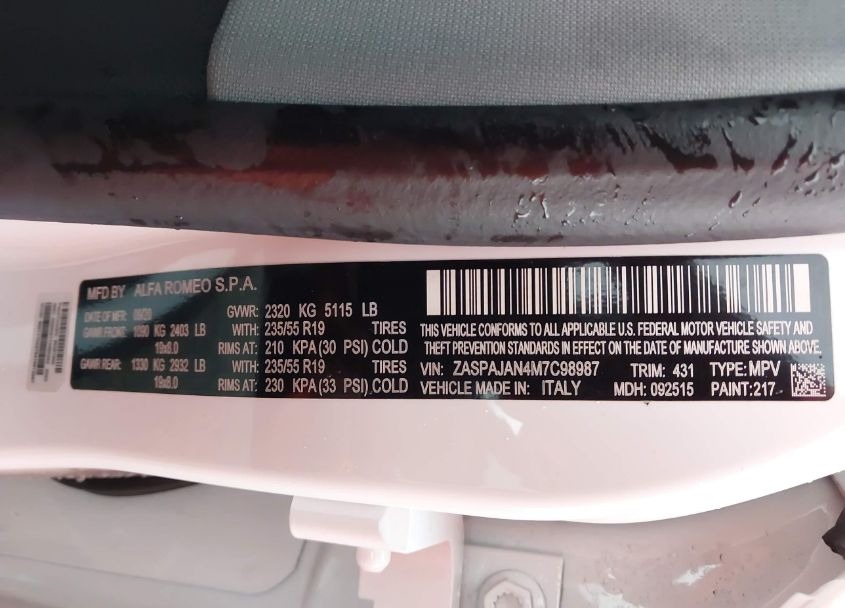 MFD BY ALFA ROMEO S.P.A.
DATE OF MFR: 09/20 GVWR: 2320 KG 5115 LB
GAWR FRONT: 1090 KG 2403 LB WITH: 235/55 R19 TIRES
19x8.0 RIMS AT: 210 KPA (30 PSI) COLD
GAWR REAR: 1330 KG 2932 LB WITH: 235/55 R19 TIRES
19x8.0 RIMS AT: 230 KPA (33 PSI) COLD
THIS VEHICLE CONFORMS TO ALL APPLICABLE U.S. FEDERAL MOTOR VEHICLE SAFETY AND
THEFT PREVENTION STANDARDS IN EFFECT ON THE DATE OF MANUFACTURE SHOWN ABOVE.
VIN: ZASPAJAN4M7C98987 TRIM: 431 TYPE: MPV
VEHICLE MADE IN: ITALY MDH: 092515 PAINT: 217